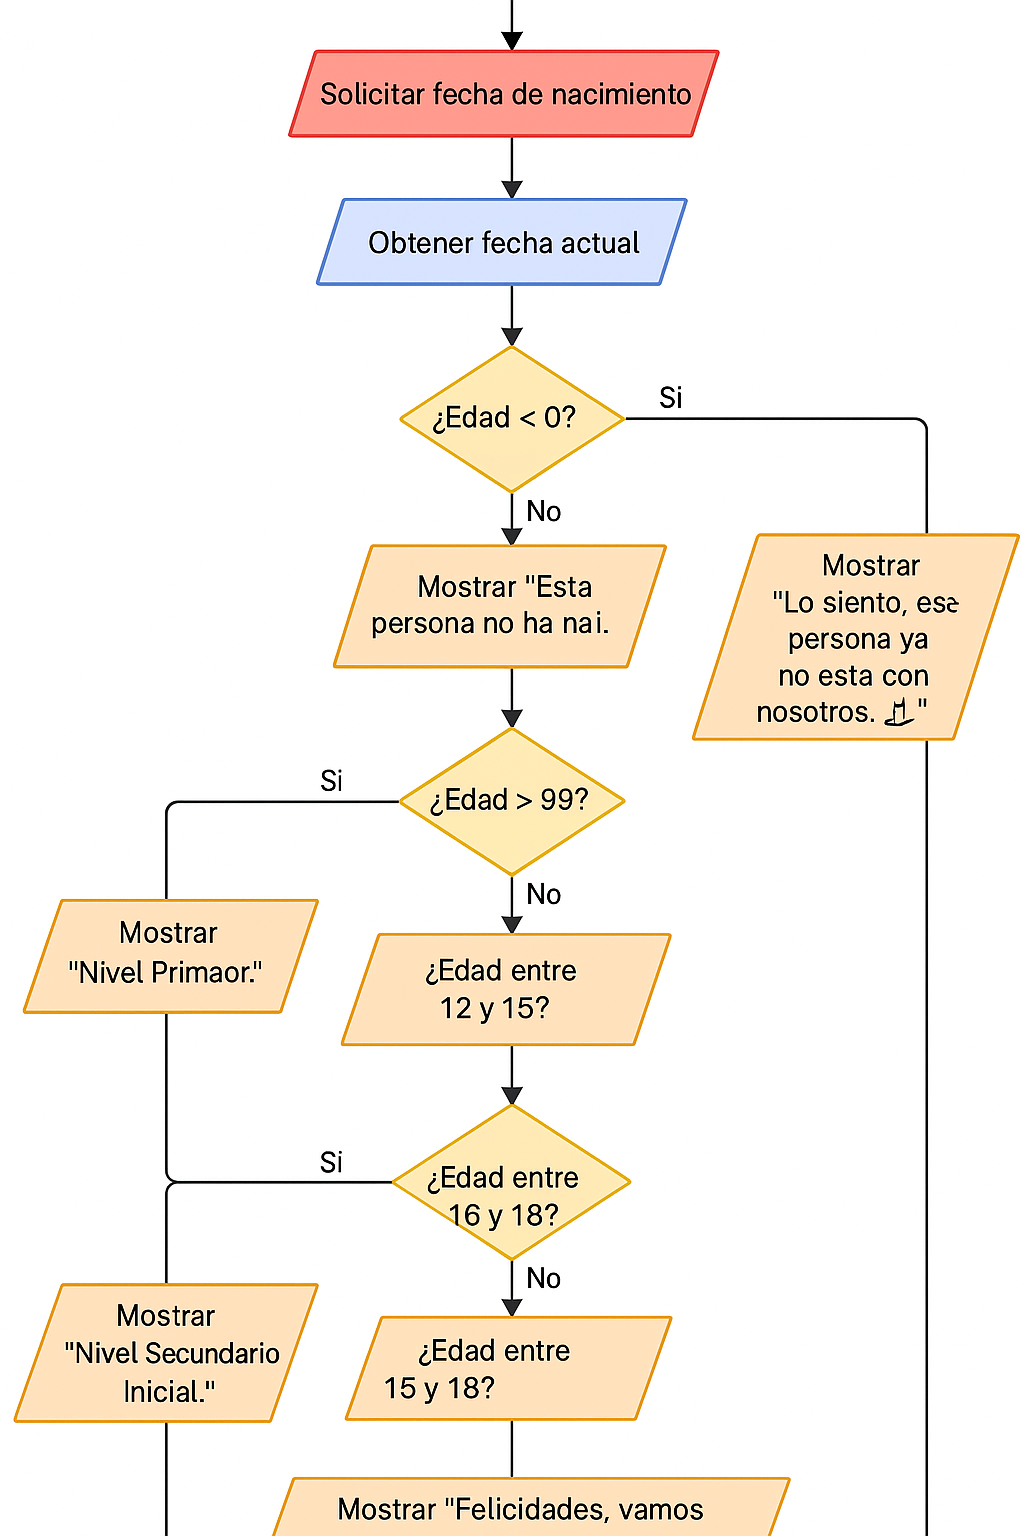 Solicitar fecha de nacimiento
Obtener fecha actual
¿Edad < 0?
Si
No
Mostrar "Esta
persona no ha nai.
Mostrar
"Lo siento, ese
persona ya
no esta con
nosotros. "
Si
¿Edad > 99?
No
Mostrar
"Nivel Primaor."
¿Edad entre
12 y 15?
Si
¿Edad entre
16 y 18?
No
Mostrar
"Nivel Secundario
Inicial."
¿Edad entre
15 y 18?
Mostrar "Felicidades, vamos